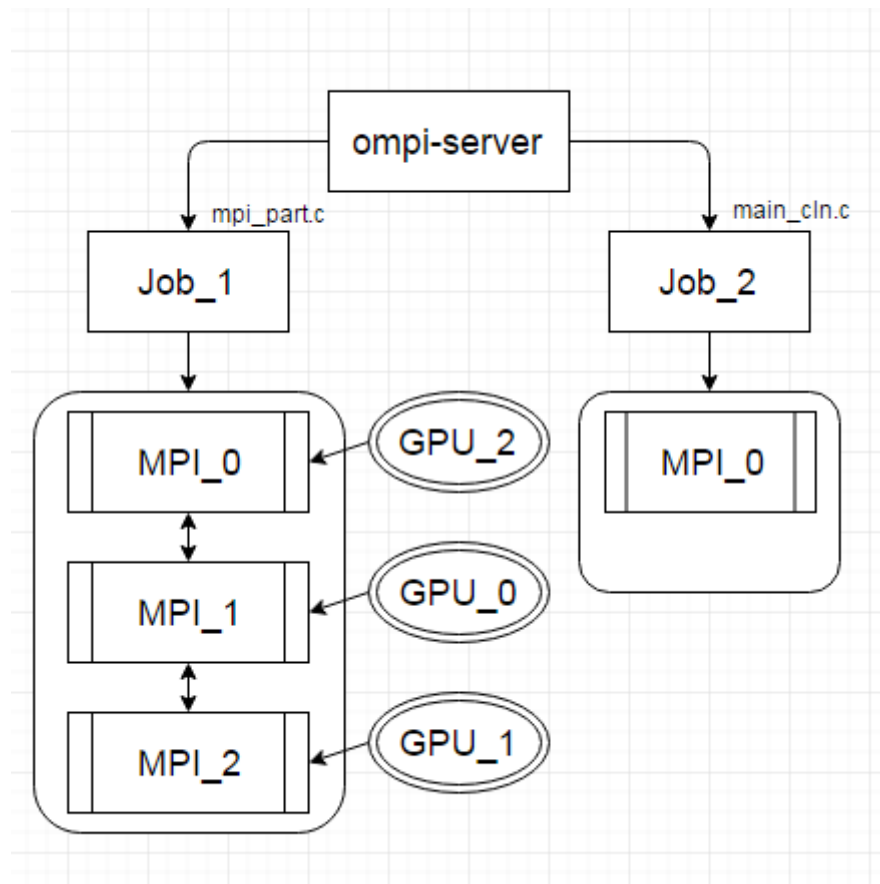 ompi-server
mpi_part.c
main_cln.c
Job_1
Job_2
MPI_0
GPU_2
MPI_0
MPI_1
GPU_0
MPI_2
GPU_1